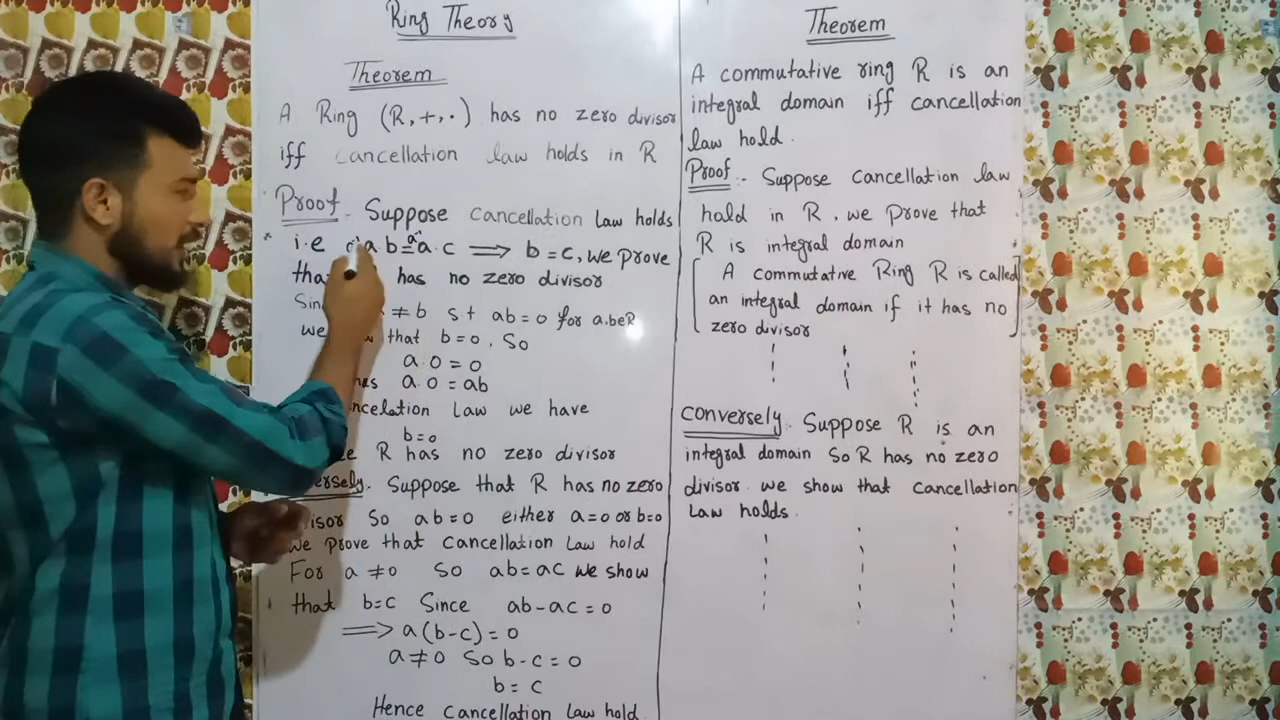 Ring Theory
Theorem
A Ring (R,+,·) has no zero divisor
iff cancellation law holds in R
Proof. Suppose cancellation Law holds
i.e a b = a·c ⟹ b=c, we prove
has no zero divisor
≠ b s.t ab=0 for a,b∈R
that b=0, So
a·0=0
a·0=ab
Law we have
b=0
R has no zero divisor
Suppose that R has no zero
So ab=0 either a=0 or b=0
we prove that cancellation Law hold
For a≠0 so ab=ac we show
that b=c Since ab-ac=0
⟹ a(b-c)=0
a≠0 so b-c=0
b=c
Hence cancellation Law hold
Theorem
A commutative ring R is an
integral domain iff cancellation
law hold.
Proof:- Suppose cancellation law
hold in R, we prove that
R is integral domain
[A commutative Ring R is called
an integral domain if it has no
zero divisor]
Conversely. Suppose R is an
integral domain So R has no zero
divisor. we show that cancellation
Law holds.